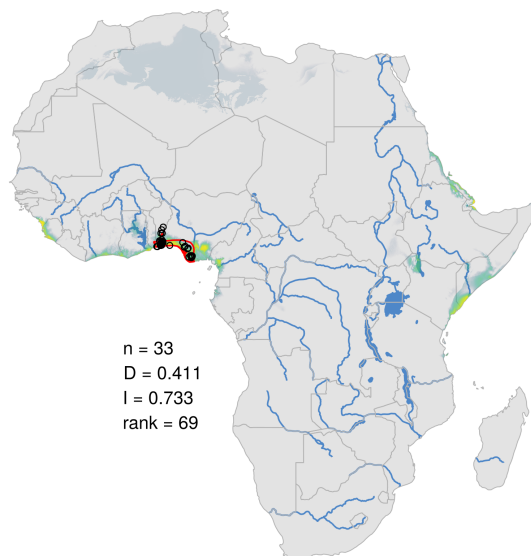 n = 33
D = 0.411
I = 0.733
rank = 69